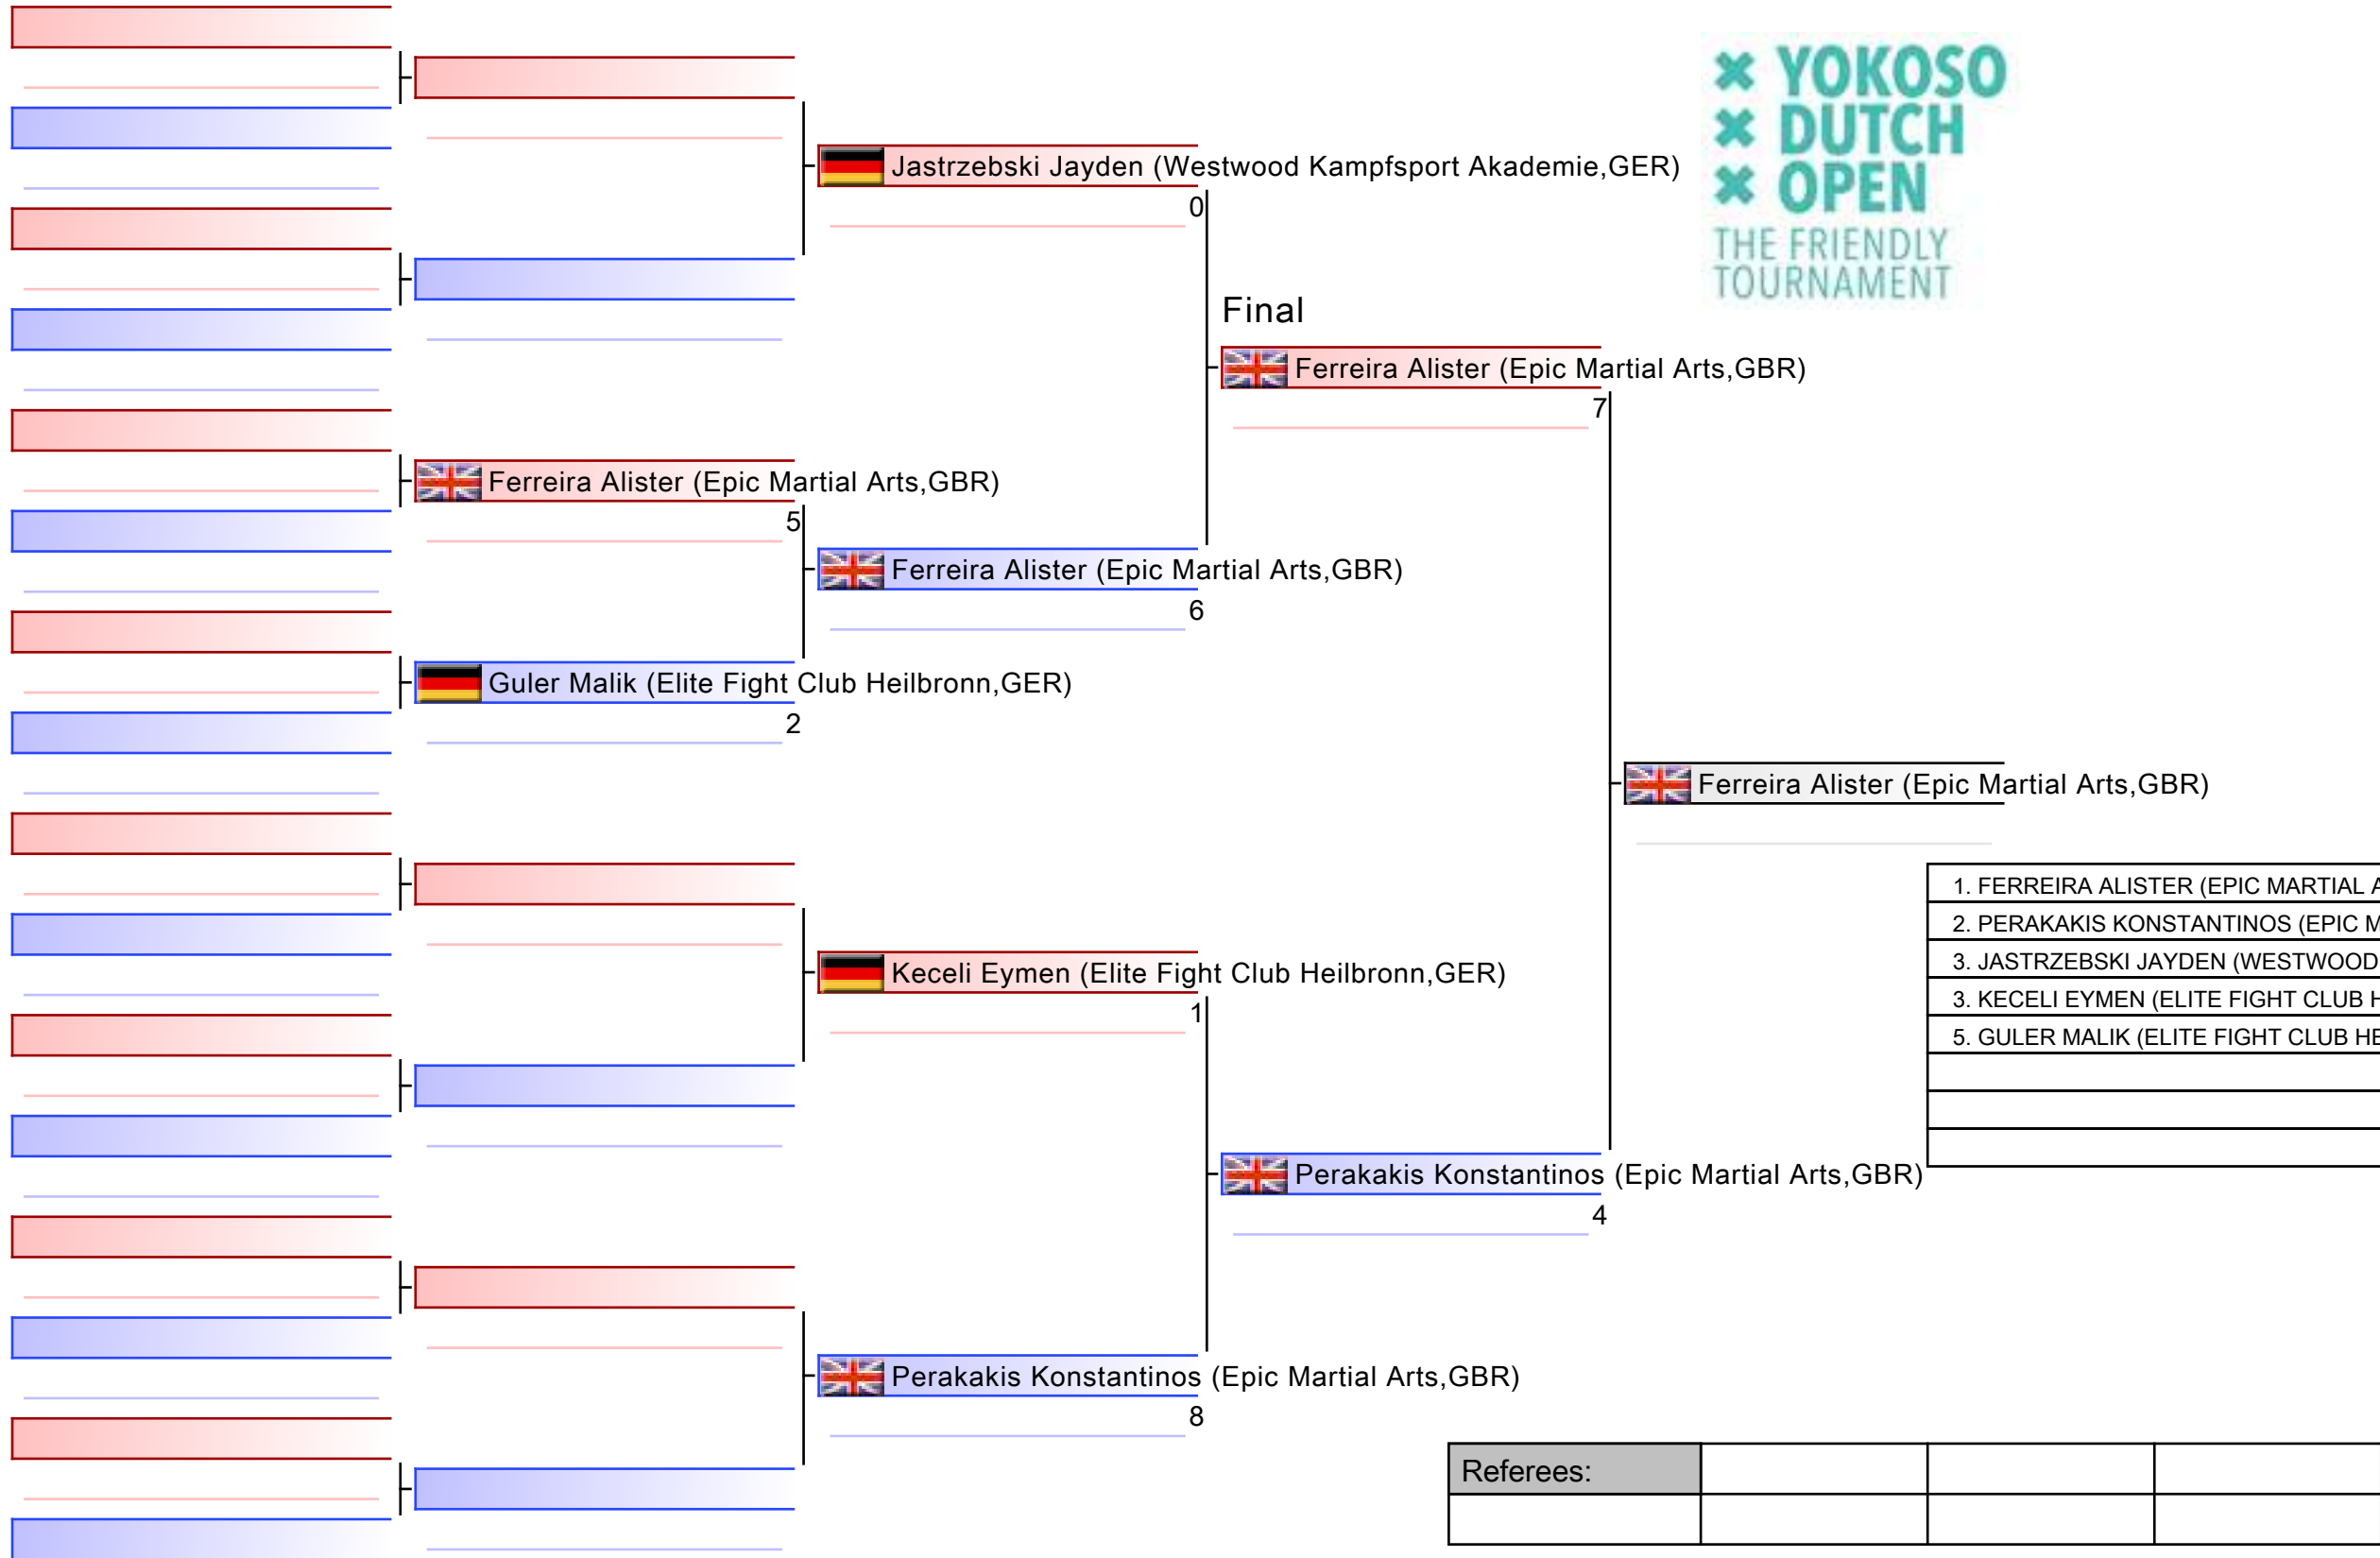 YOKOSO
DUTCH
OPEN
THE FRIENDLY
TOURNAMENT
Jastrzebski Jayden (Westwood Kampfsport Akademie,GER)
0
Final
Ferreira Alister (Epic Martial Arts,GBR)
7
Ferreira Alister (Epic Martial Arts,GBR)
5
Ferreira Alister (Epic Martial Arts,GBR)
6
Guler Malik (Elite Fight Club Heilbronn,GER)
2
Ferreira Alister (Epic Martial Arts,GBR)
1. FERREIRA ALISTER (EPIC MARTIAL A
2. PERAKAKIS KONSTANTINOS (EPIC M
3. JASTRZEBSKI JAYDEN (WESTWOOD
3. KECELI EYMEN (ELITE FIGHT CLUB H
5. GULER MALIK (ELITE FIGHT CLUB HE
Keceli Eymen (Elite Fight Club Heilbronn,GER)
1
Perakakis Konstantinos (Epic Martial Arts,GBR)
4
Perakakis Konstantinos (Epic Martial Arts,GBR)
8
Referees: